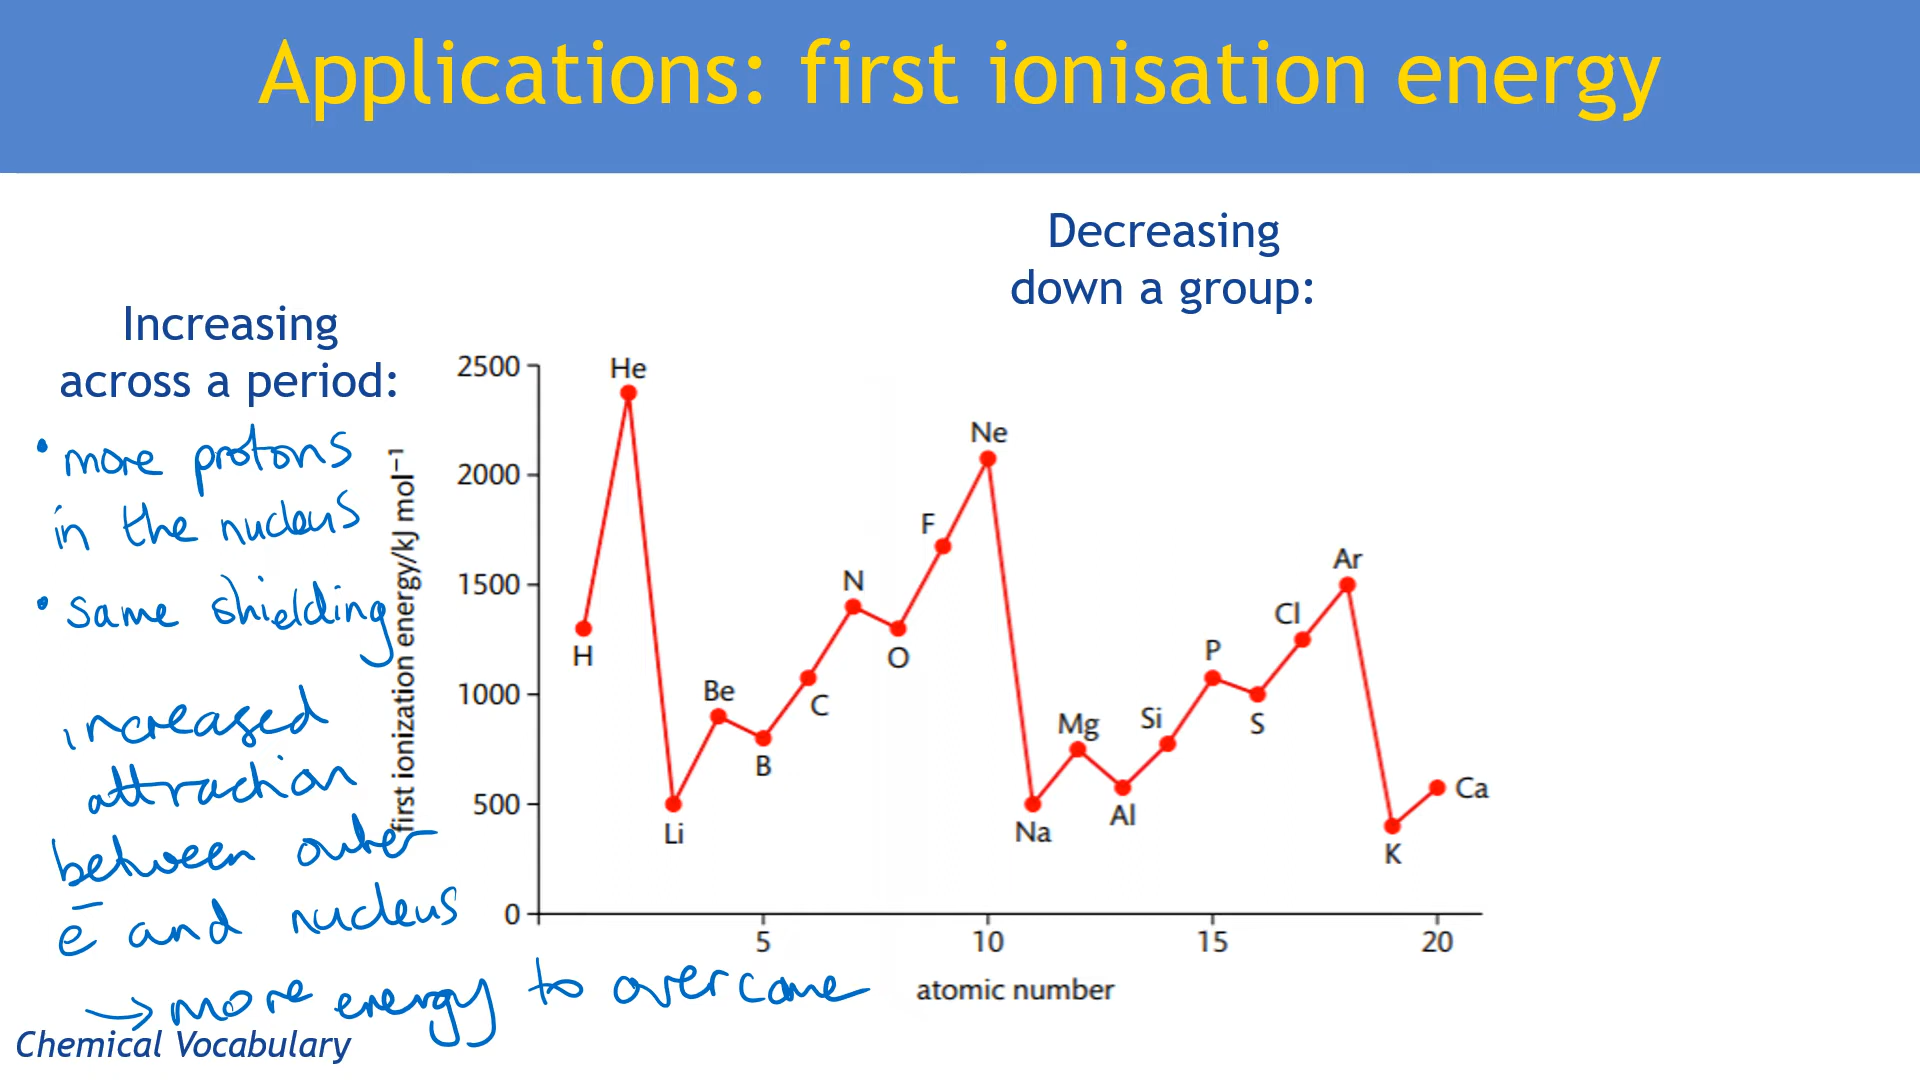 Applications: first ionisation energy
Decreasing
down a group:
Increasing
across a period:
• more protons
in the nucleus
• same shielding
increased
attraction
between outer
e⁻ and nucleus
→ more energy to overcome
Chemical Vocabulary
first ionization energy/kJ mol⁻¹
2500
2000
1500
1000
500
0
H
He
Li
Be
B
C
N
O
F
Ne
Na
Mg
Al
Si
P
S
Cl
Ar
K
Ca
5 10 15 20
atomic number